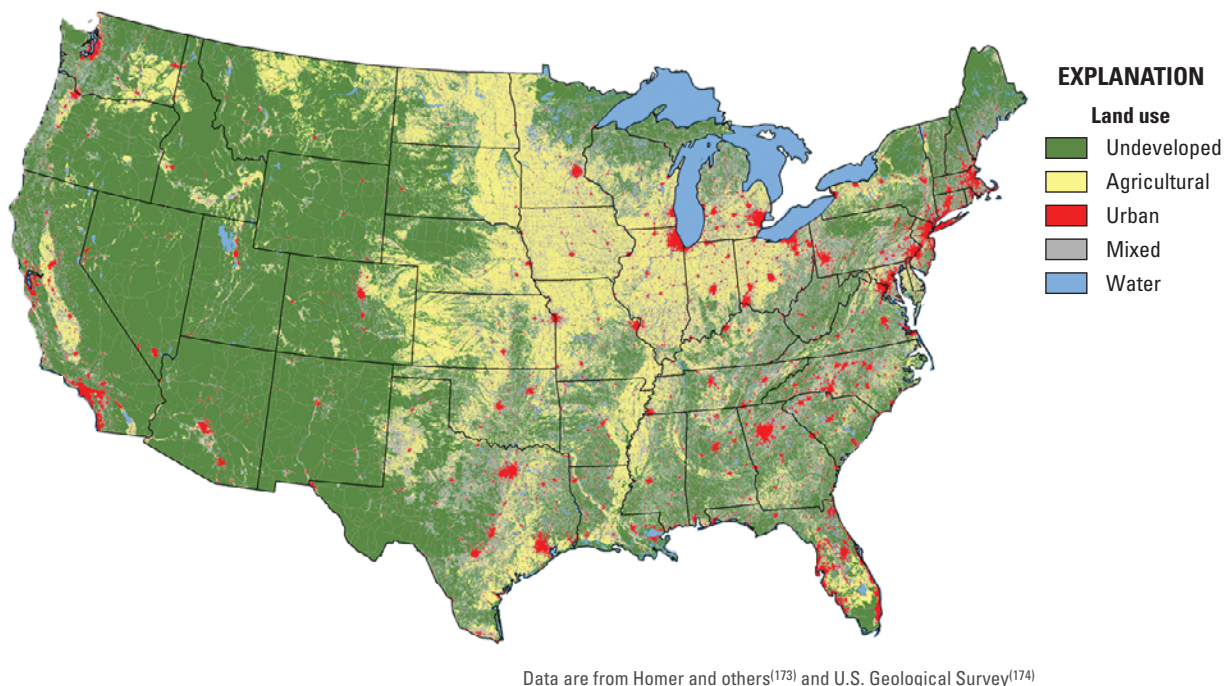 EXPLANATION
Land use
Undeveloped
Agricultural
Urban
Mixed
Water
Data are from Homer and others(173) and U.S. Geological Survey(174)